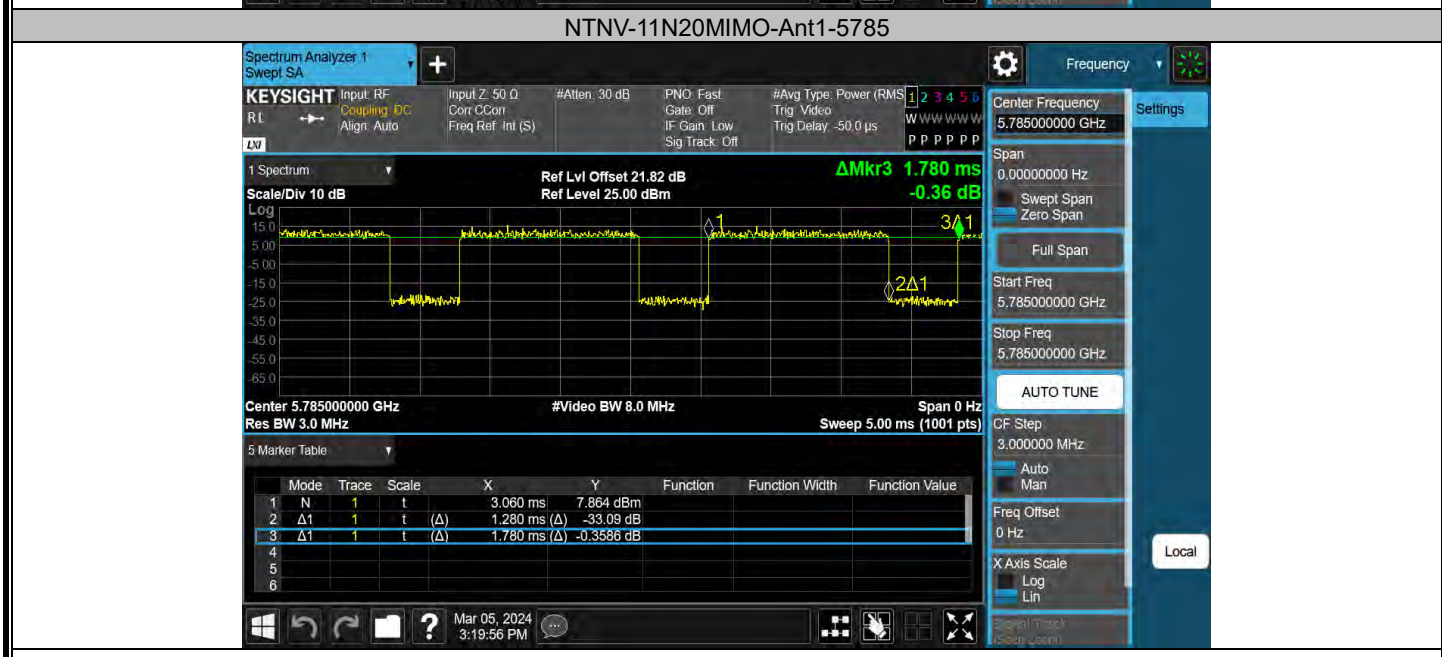 NTNV-11N20MIMO-Ant1-5785
Spectrum Analyzer 1
Swept SA
+
Frequency
KEYSIGHT
RL
LXI
Input: RF
Coupling: DC
Align: Auto
Input Z: 50 Ω
Corr CCorr
Freq Ref: Int (S)
#Atten: 30 dB
PNO: Fast
Gate: Off
IF Gain: Low
Sig Track: Off
#Avg Type: Power (RMS
Trig: Video
Trig Delay: -50.0 µs
1 2 3 4 5 6
W W W W W W
P P P P P P
1 Spectrum
Scale/Div 10 dB
Ref Lvl Offset 21.82 dB
Ref Level 25.00 dBm
ΔMkr3 1.780 ms
-0.36 dB
Log
15.0
5.00
-5.00
-15.0
-25.0
-35.0
-45.0
-55.0
-65.0
1
2Δ1
3Δ1
Center 5.785000000 GHz
#Video BW 8.0 MHz
Span 0 Hz
Res BW 3.0 MHz
Sweep 5.00 ms (1001 pts)
5 Marker Table
Mode Trace Scale X Y Function Function Width Function Value
1 N 1 t 3.060 ms 7.864 dBm
2 Δ1 1 t (Δ) 1.280 ms (Δ) -33.09 dB
3 Δ1 1 t (Δ) 1.780 ms (Δ) -0.3586 dB
4
5
6
?
Mar 05, 2024
3:19:56 PM
Center Frequency
5.785000000 GHz
Settings
Span
0.00000000 Hz
Swept Span
Zero Span
Full Span
Start Freq
5.785000000 GHz
Stop Freq
5.785000000 GHz
AUTO TUNE
CF Step
3.000000 MHz
Auto
Man
Freq Offset
0 Hz
X Axis Scale
Log
Lin
Local
Signal Track
(Span Zoom)